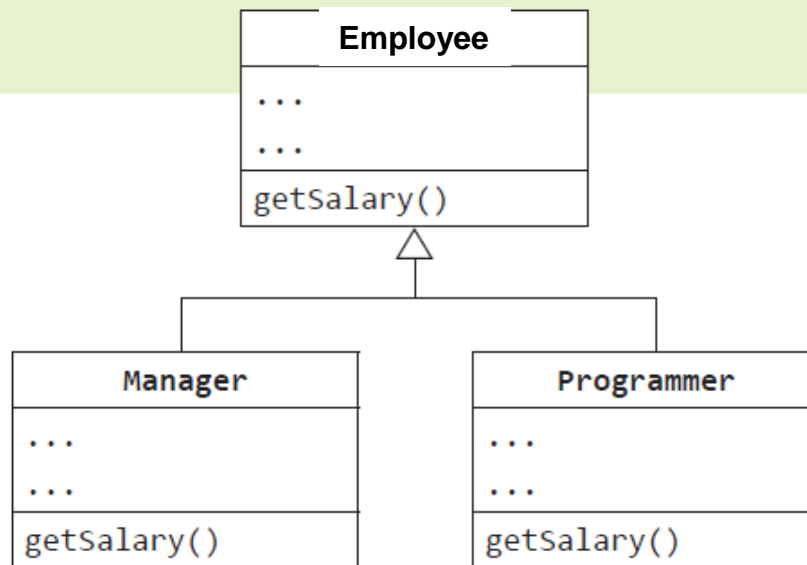 Employee
...
...
getSalary()
Manager
...
...
getSalary()
Programmer
...
...
getSalary()